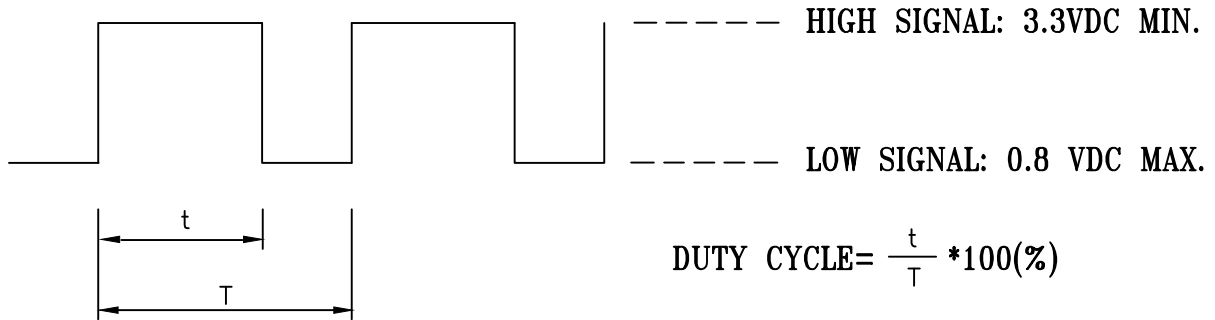 HIGH SIGNAL: 3.3VDC MIN.
LOW SIGNAL: 0.8 VDC MAX.
t
T
DUTY CYCLE= t/T *100(%)